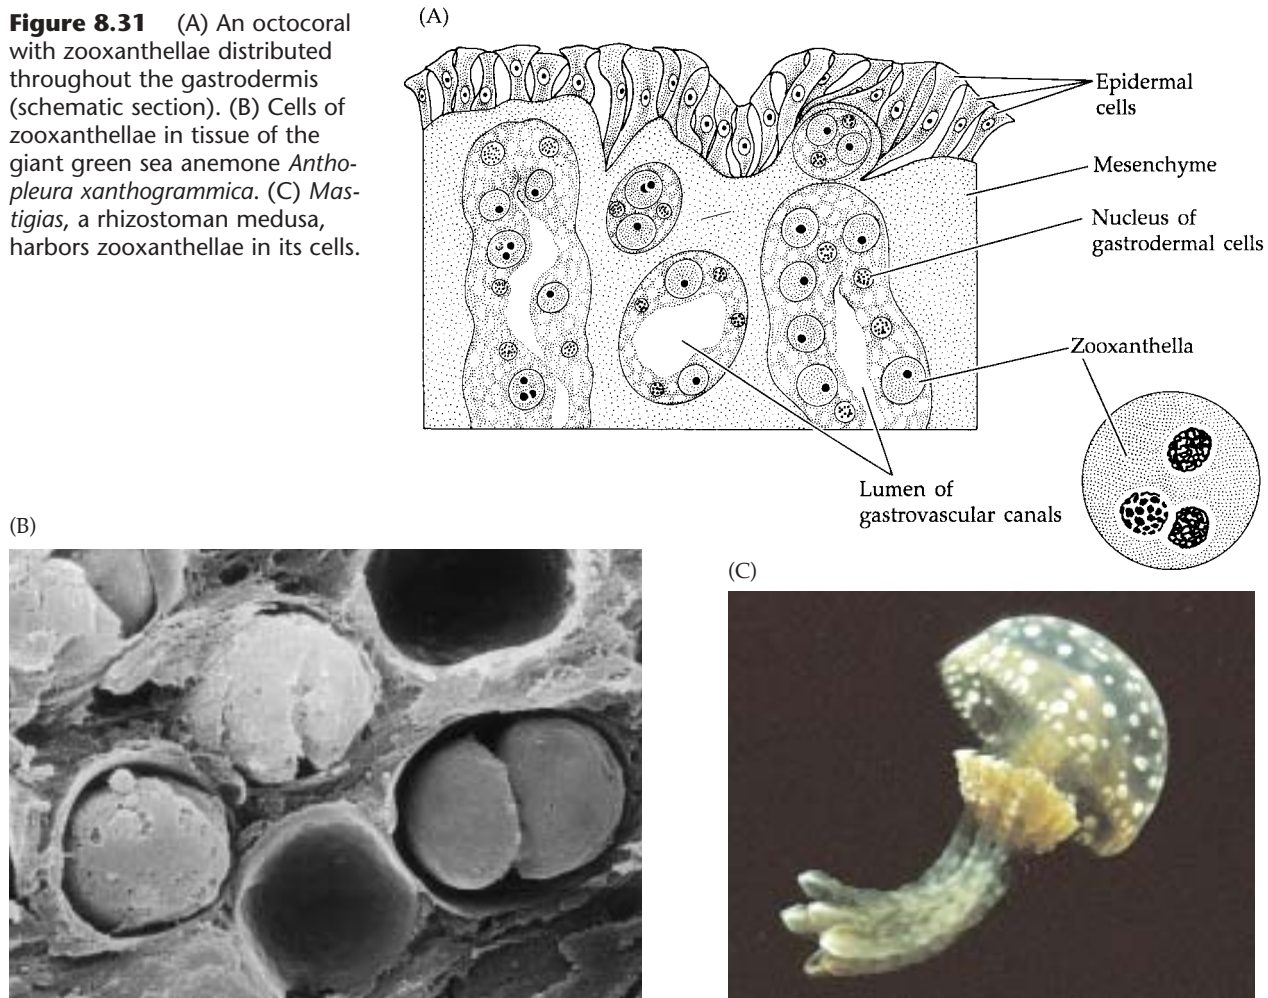 Figure 8.31 (A) An octocoral
with zooxanthellae distributed
throughout the gastrodermis
(schematic section). (B) Cells of
zooxanthellae in tissue of the
giant green sea anemone Antho-
pleura xanthogrammica. (C) Mas-
tigias, a rhizostoman medusa,
harbors zooxanthellae in its cells.
(A)
Epidermal
cells
Mesenchyme
Nucleus of
gastrodermal cells
Zooxanthella
Lumen of
gastrovascular canals
(B)
(C)